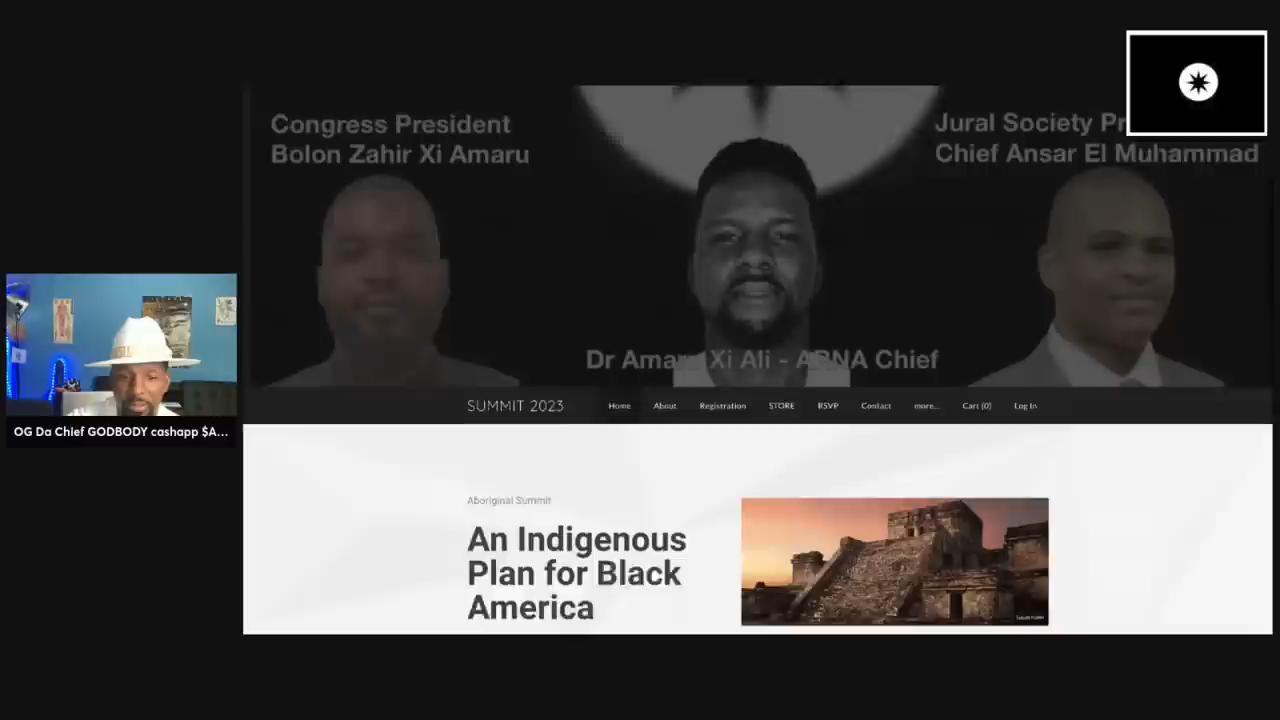 Congress President
Bolon Zahir Xi Amaru
Jural Society
Chief Ansar El Muhammad
Dr Xi Ali - Chief
SUMMIT 2023
Home
About
Registration
STORE
RSVP
Contact
more...
Cart (0)
Log In
OG Da Chief GODBODY cashapp $A...
Aboriginal Summit
An Indigenous
Plan for Black
America